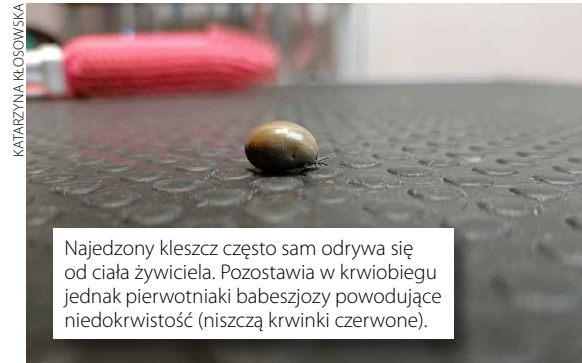 KATARZYNA KŁOSOWSKA
Najedzony kleszcz często sam odrywa się
od ciała żywiciela. Pozostawia w krwiobiegu
jednak pierwotniaki babeszjozy powodujące
niedokrwistość (niszczą krwinki czerwone).